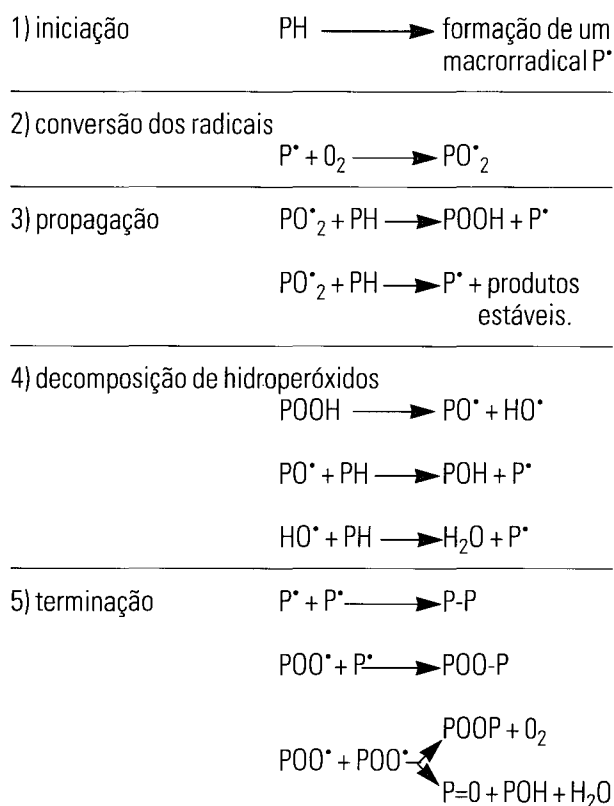 1) iniciação PH ⟶ formação de um
macrorradical P•
2) conversão dos radicais
P• + O₂ ⟶ PO•₂
3) propagação PO•₂ + PH ⟶ POOH + P•
PO•₂ + PH ⟶ P• + produtos
estáveis.
4) decomposição de hidroperóxidos
POOH ⟶ PO• + HO•
PO• + PH ⟶ POH + P•
HO• + PH ⟶ H₂O + P•
5) terminação P• + P• ⟶ P-P
POO• + P• ⟶ POO-P
POOP + O₂
POO• + POO•
P=O + POH + H₂O